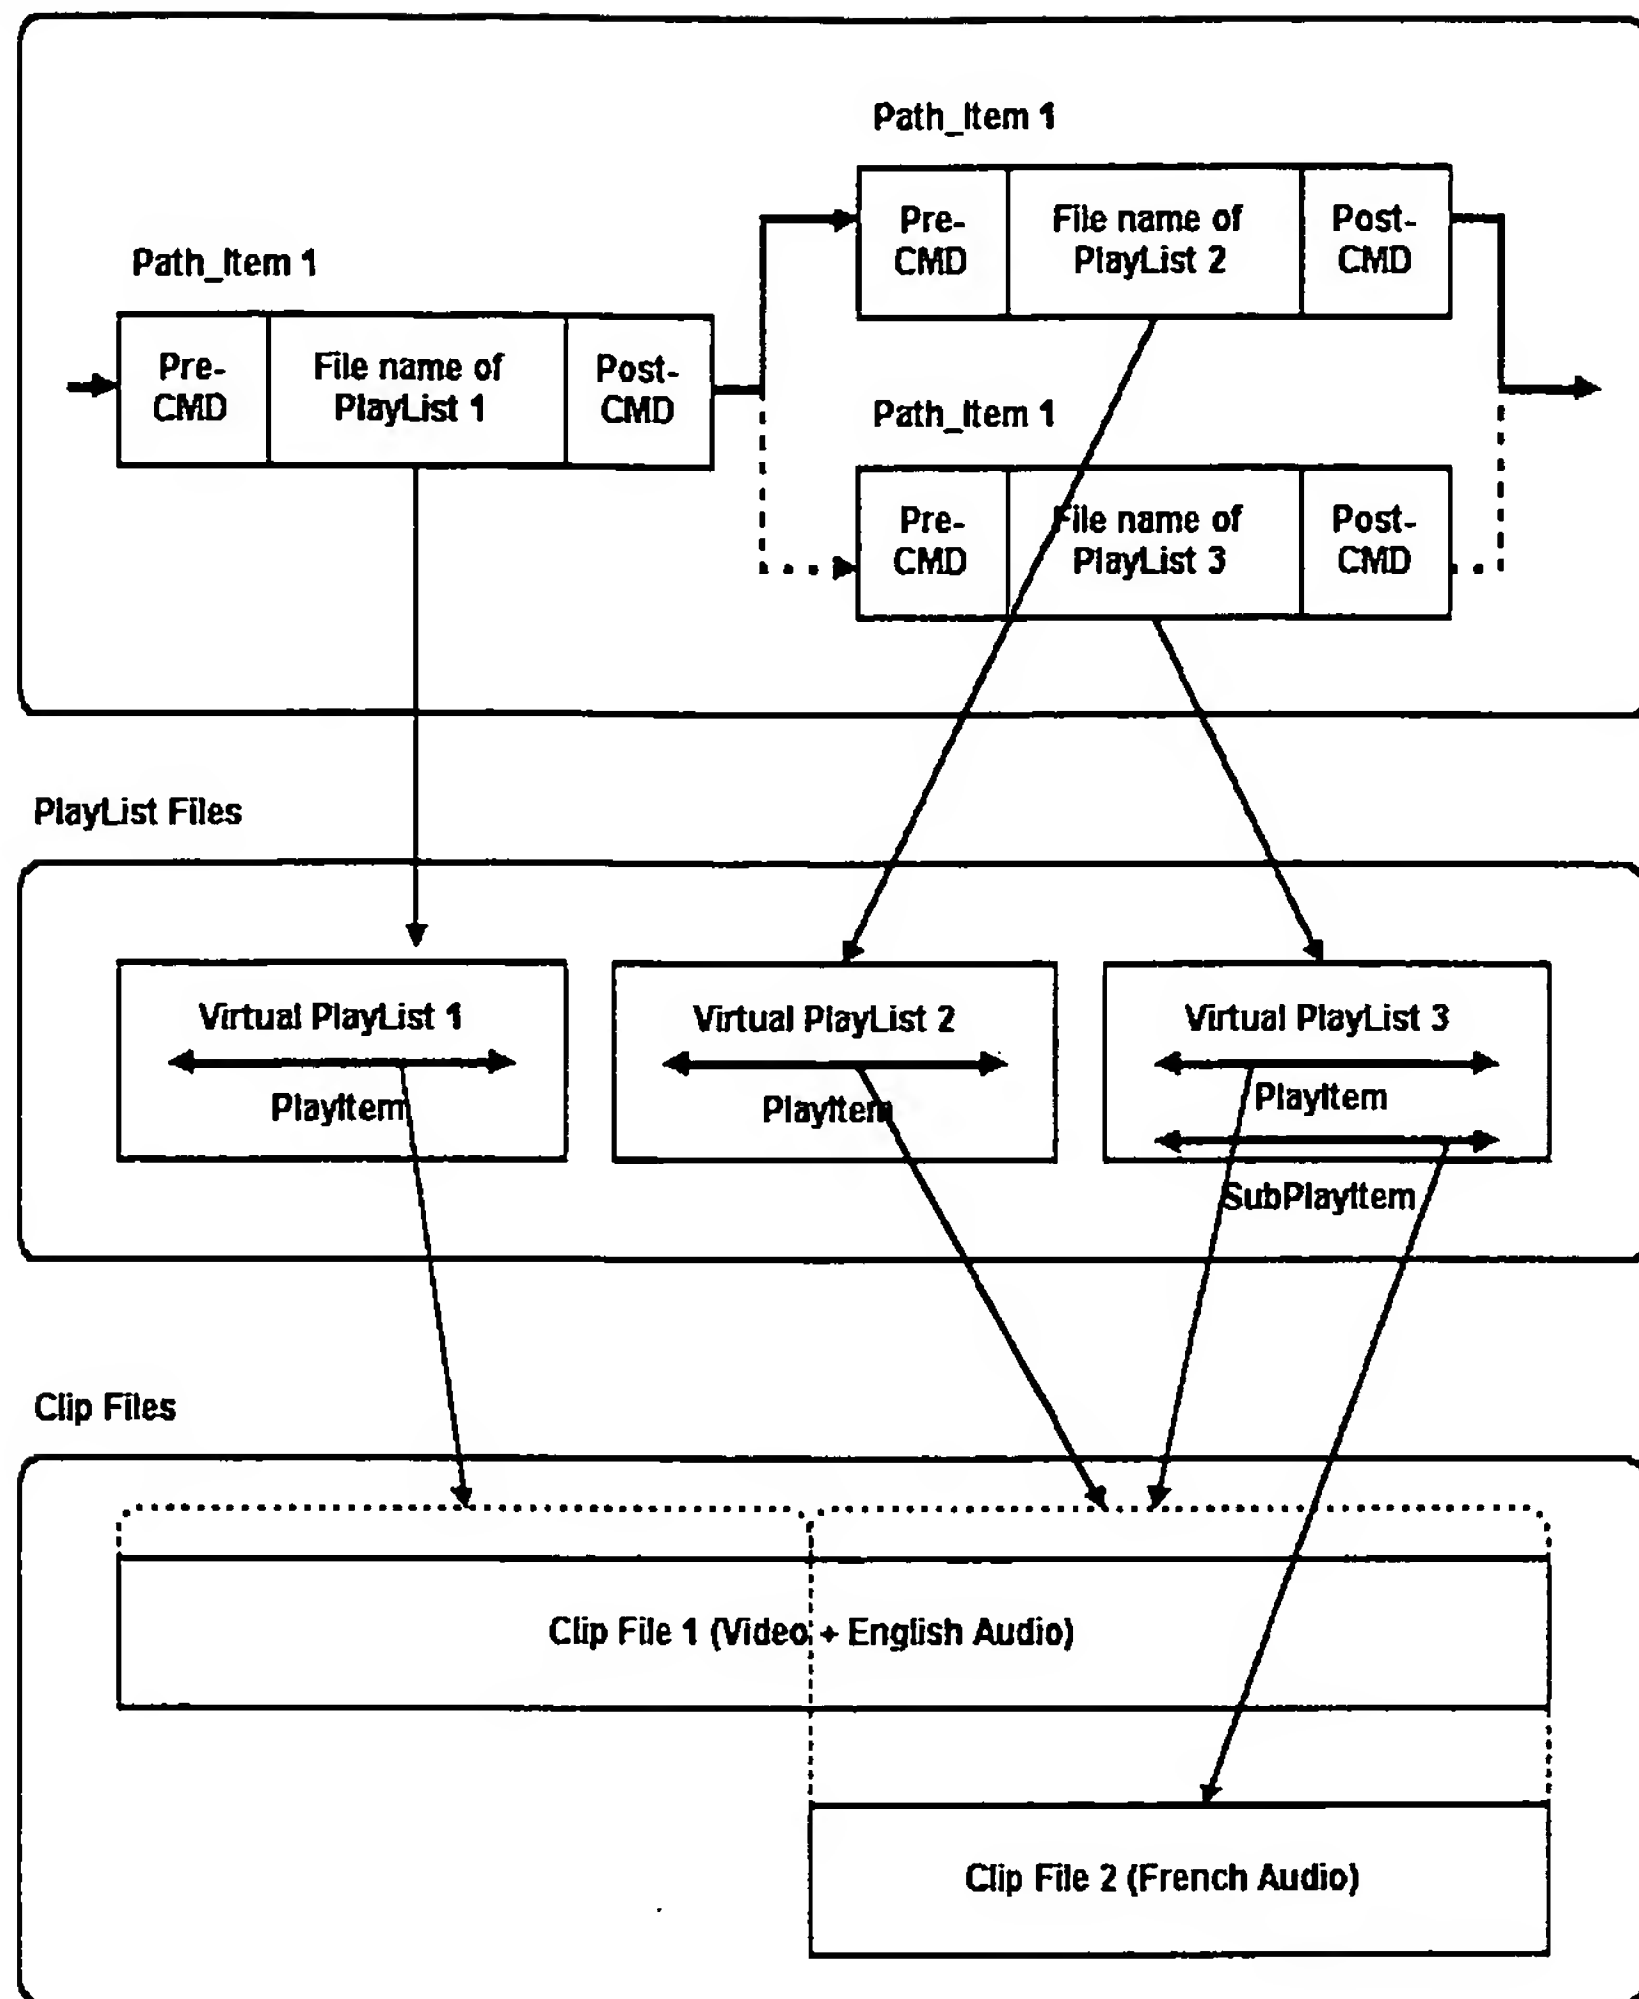 Path_Item 1
Pre-
CMD
File name of
PlayList 2
Post-
CMD
Path_Item 1
Pre-
CMD
File name of
PlayList 1
Post-
CMD
Path_Item 1
Pre-
CMD
File name of
PlayList 3
Post-
CMD
PlayList Files
Virtual PlayList 1
PlayItem
Virtual PlayList 2
PlayItem
Virtual PlayList 3
PlayItem
SubPlayItem
Clip Files
Clip File 1 (Video + English Audio)
Clip File 2 (French Audio)